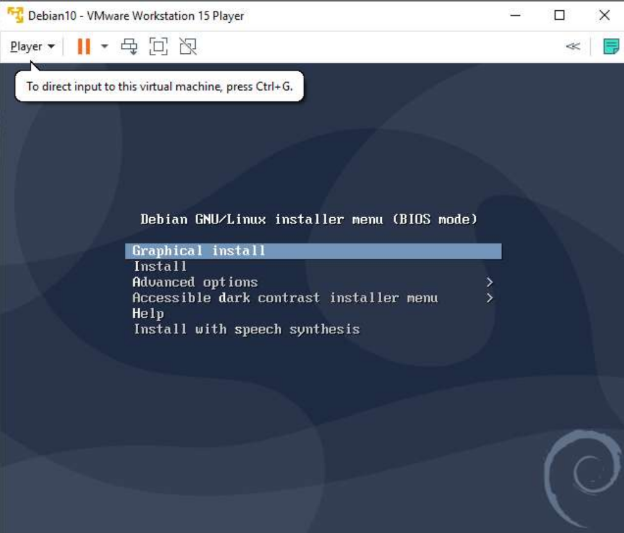 Debian10 - VMware Workstation 15 Player
Player
To direct input to this virtual machine, press Ctrl+G.
Debian GNU/Linux installer menu (BIOS mode)
Graphical install
Install
Advanced options >
Accessible dark contrast installer menu >
Help
Install with speech synthesis